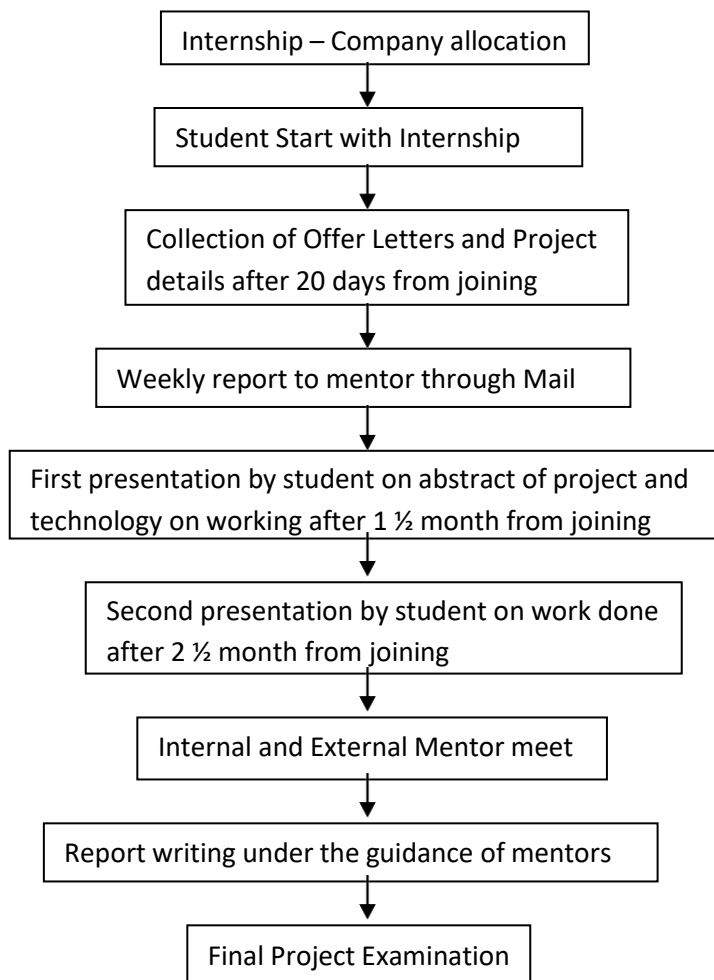 Internship – Company allocation
Student Start with Internship
Collection of Offer Letters and Project
details after 20 days from joining
Weekly report to mentor through Mail
First presentation by student on abstract of project and
technology on working after 1 ½ month from joining
Second presentation by student on work done
after 2 ½ month from joining
Internal and External Mentor meet
Report writing under the guidance of mentors
Final Project Examination